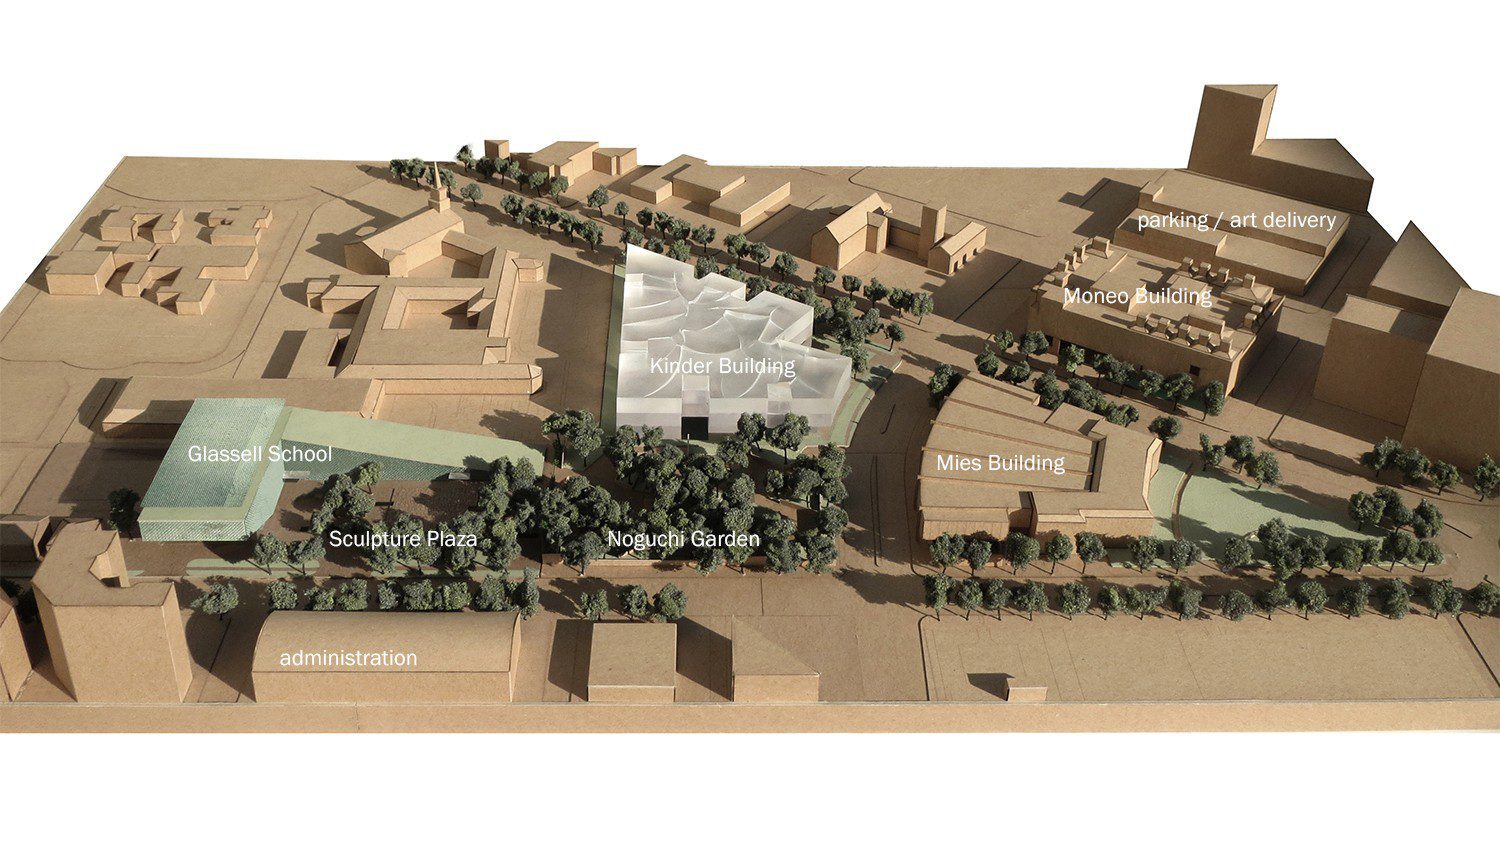 parking / art delivery
Moneo Building
Kinder Building
Glassell School
Mies Building
Sculpture Plaza
Noguchi Garden
administration